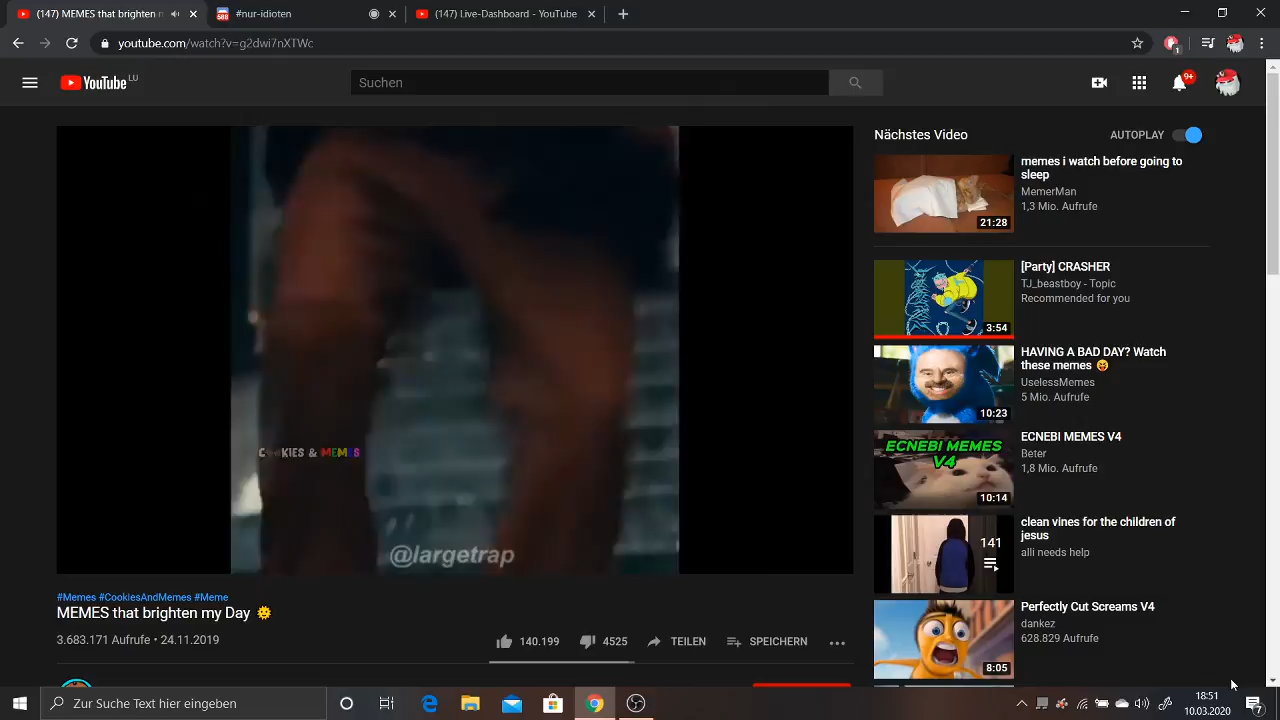 (147) MEMES that brighten m
#nur-idioten
(147) Live-Dashboard - YouTube
youtube.com/watch?v=g2dwi7nXTWc
YouTube LU
Suchen
9+
KIES & MEMES
@largetrap
#Memes #CookiesAndMemes #Meme
MEMES that brighten my Day
3.683.171 Aufrufe • 24.11.2019
140.199
4525
TEILEN
SPEICHERN
Nächstes Video
AUTOPLAY
memes i watch before going to
sleep
MemerMan
1,3 Mio. Aufrufe
21:28
[Party] CRASHER
TJ_beastboy - Topic
Recommended for you
3:54
HAVING A BAD DAY? Watch
these memes
UselessMemes
5 Mio. Aufrufe
10:23
ECNEBI MEMES
V4
ECNEBI MEMES V4
Beter
1,8 Mio. Aufrufe
10:14
clean vines for the children of
jesus
alli needs help
141
Perfectly Cut Screams V4
dankez
628.829 Aufrufe
8:05
Zur Suche Text hier eingeben
18:51
10.03.2020
7